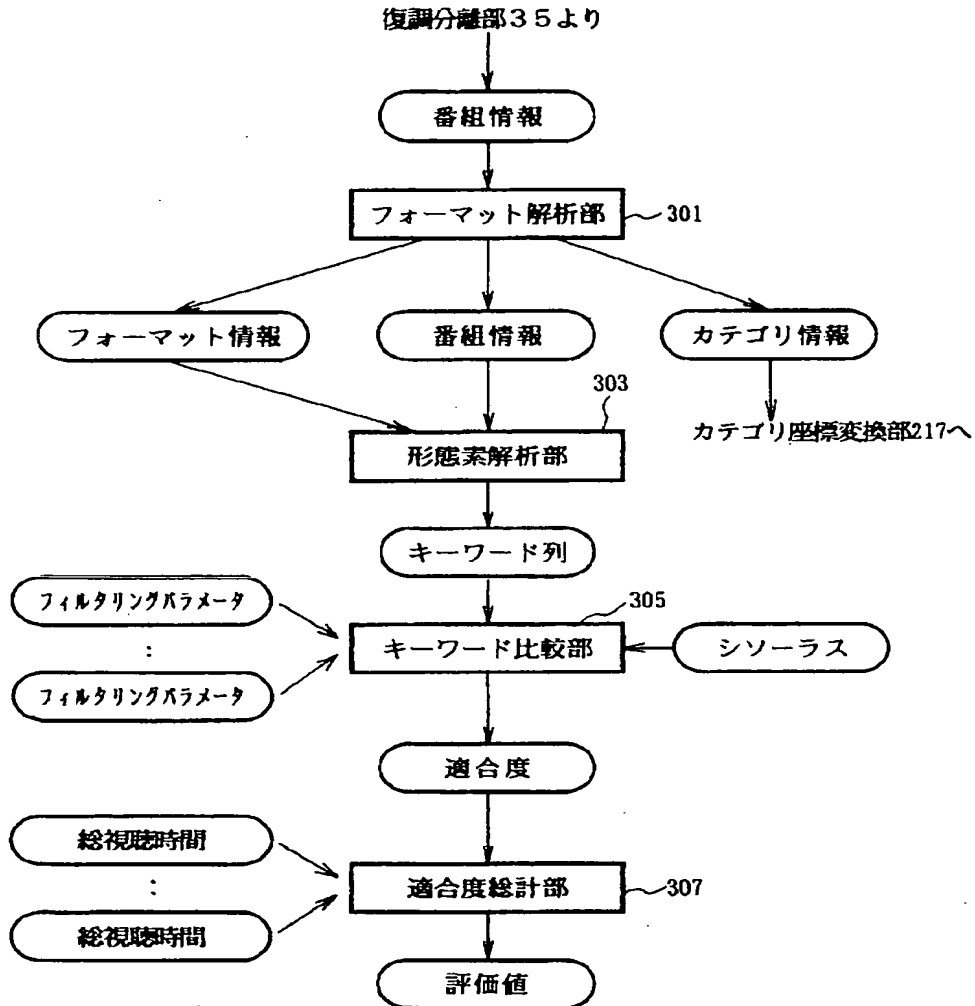 復調分離部35より
番組情報
フォーマット解析部 301
フォーマット情報
番組情報
カテゴリ情報
303
カテゴリ座標変換部217へ
形態素解析部
キーワード列
フィルタリングパラメータ
305
キーワード比較部
シソーラス
:
フィルタリングパラメータ
適合度
総視聴時間
:
適合度総計部 307
総視聴時間
評価値